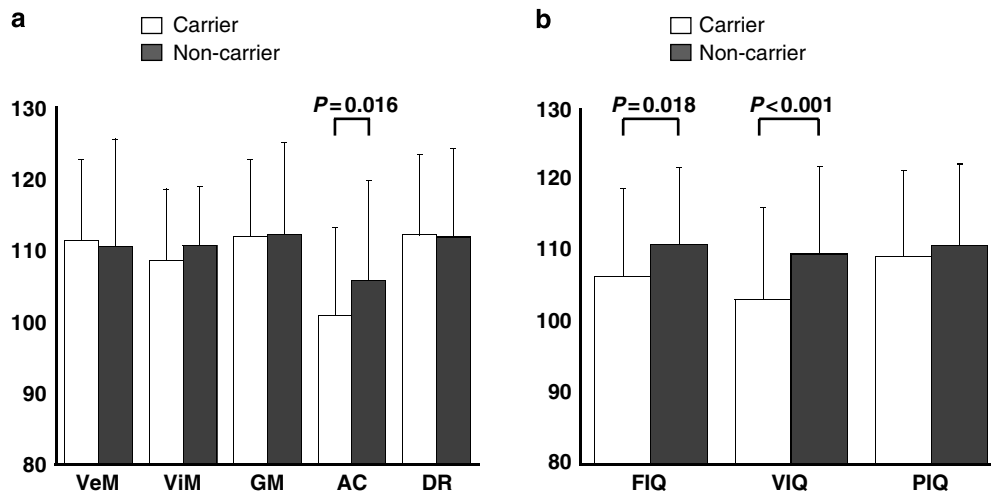 a
Carrier
Non-carrier
P=0.016
130
120
110
100
90
80
VeM ViM GM AC DR
b
Carrier
Non-carrier
P=0.018 P<0.001
130
120
110
100
90
80
FIQ VIQ PIQ